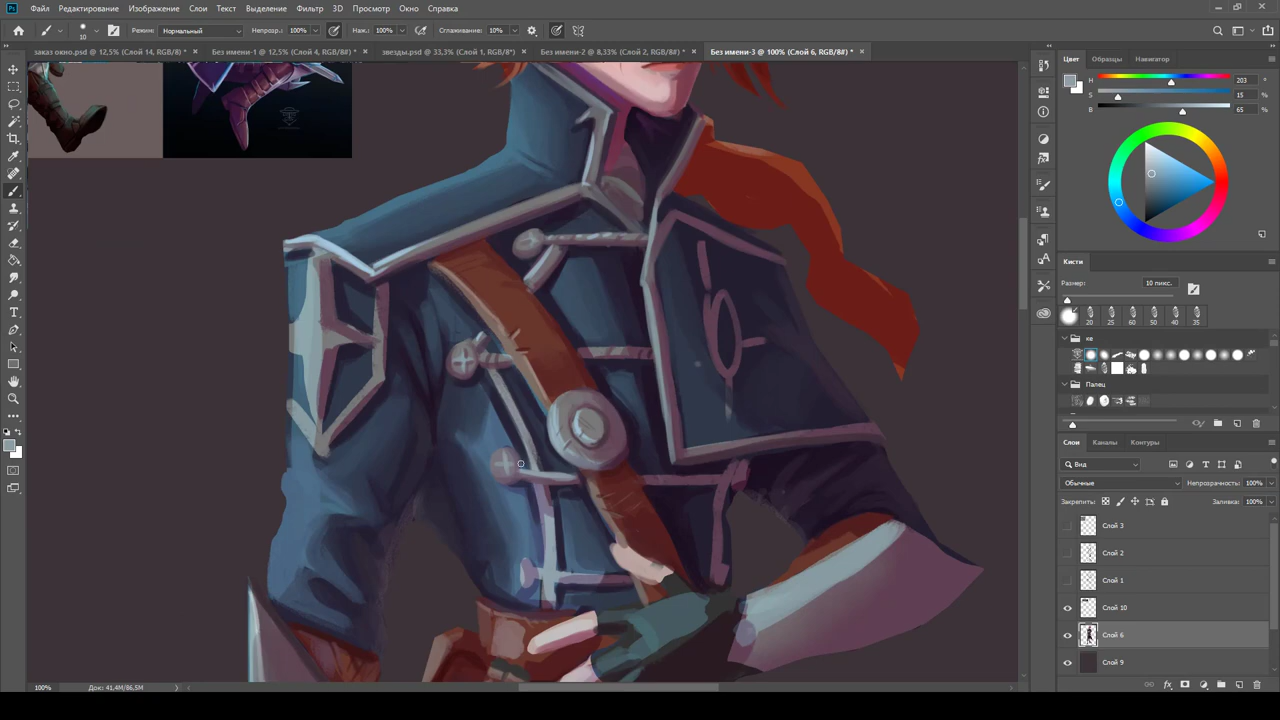 Ps Файл Редактирование Изображение Слои Текст Выделение Фильтр 3D Просмотр Окно Справка
10 Режим: Нормальный Непрозр.: 100% Наж.: 100% Сглаживание: 10%
заказ окно.psd @ 12,5% (Слой 14, RGB/8) * × Без имени-1 @ 12,5% (Слой 4, RGB/8#) * × звезды.psd @ 33,3% (Слой 1, RGB/8*) × Без имени-2 @ 8,33% (Слой 2, RGB/8#) * × Без имени-3 @ 100% (Слой 6, RGB/8#) * ×
Цвет Образцы Навигатор
H 203 °
S 15 %
B 65 %
Кисти
Размер: 10 пикс.
20 25 60 50 40 35
кв
Палец
Слои Каналы Контуры
Вид
Обычные Непрозрачность: 100%
Закрепить: Заливка: 100%
Слой 3
Слой 2
Слой 1
Слой 10
Слой 6
Слой 9
100% Док: 41,4M/86,5M